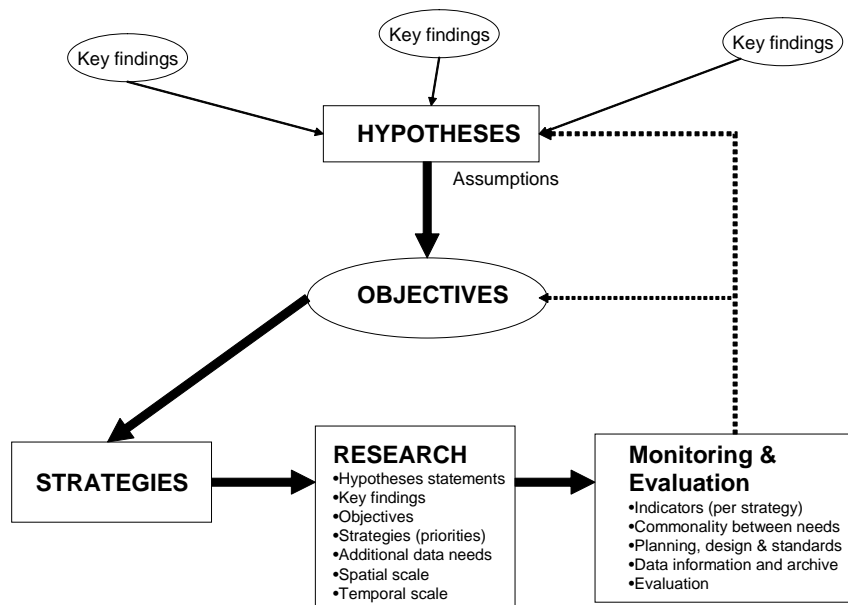 Key findings
Key findings
Key findings
HYPOTHESES
Assumptions
OBJECTIVES
STRATEGIES
RESEARCH
•Hypotheses statements
•Key findings
•Objectives
•Strategies (priorities)
•Additional data needs
•Spatial scale
•Temporal scale
Monitoring &
Evaluation
•Indicators (per strategy)
•Commonality between needs
•Planning, design & standards
•Data information and archive
•Evaluation